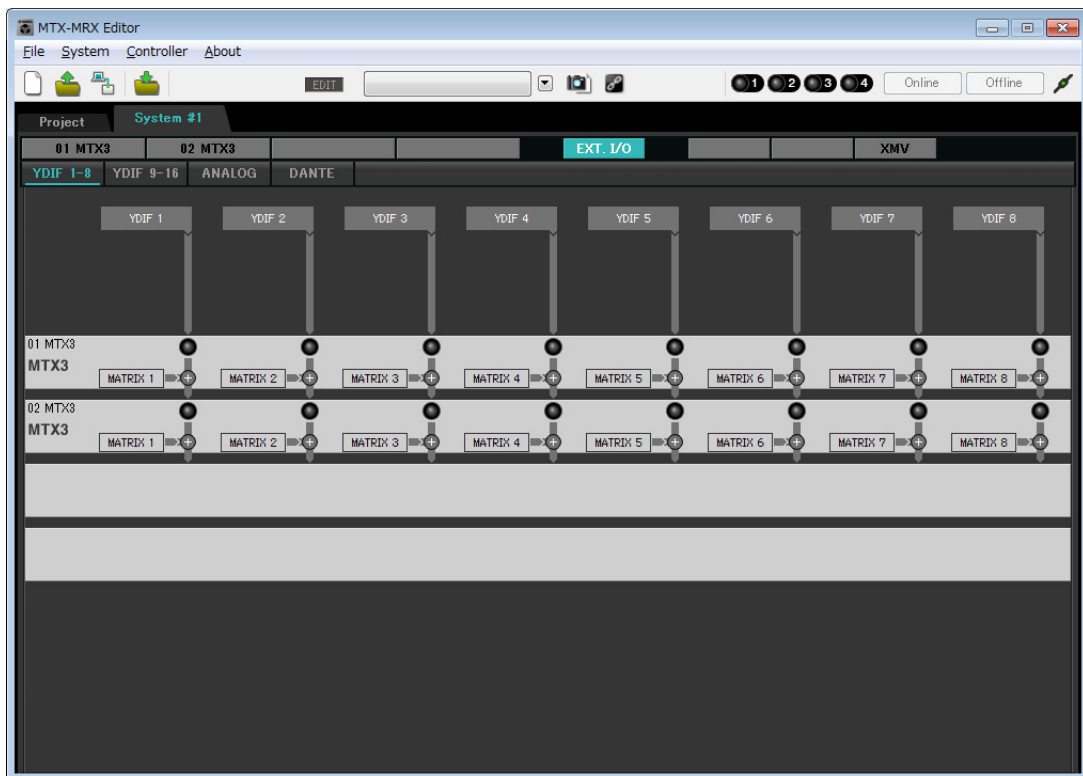 MTX-MRX Editor
File System Controller About
EDIT 1 2 3 4 Online Offline
Project System #1
01 MTX3 02 MTX3 EXT. I/O XMV
YDIF 1-8 YDIF 9-16 ANALOG DANTE
YDIF 1 YDIF 2 YDIF 3 YDIF 4 YDIF 5 YDIF 6 YDIF 7 YDIF 8
01 MTX3
MTX3
MATRIX 1 MATRIX 2 MATRIX 3 MATRIX 4 MATRIX 5 MATRIX 6 MATRIX 7 MATRIX 8
02 MTX3
MTX3
MATRIX 1 MATRIX 2 MATRIX 3 MATRIX 4 MATRIX 5 MATRIX 6 MATRIX 7 MATRIX 8